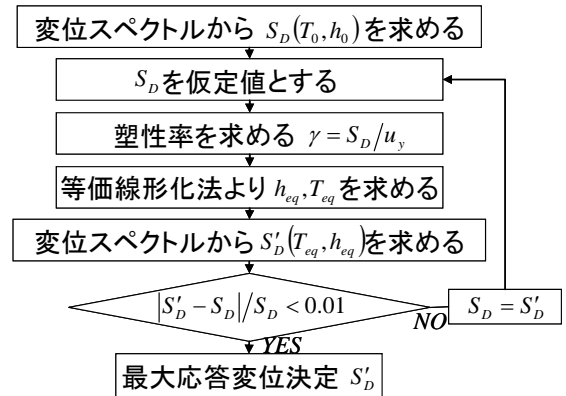 変位スペクトルから S_D(T_0, h_0) を求める
S_D を仮定値とする
塑性率を求める γ = S_D/u_y
等価線形化法より h_eq, T_eq を求める
変位スペクトルから S'_D(T_eq, h_eq) を求める
|S'_D − S_D|/S_D < 0.01
NO
S_D = S'_D
YES
最大応答変位決定 S'_D